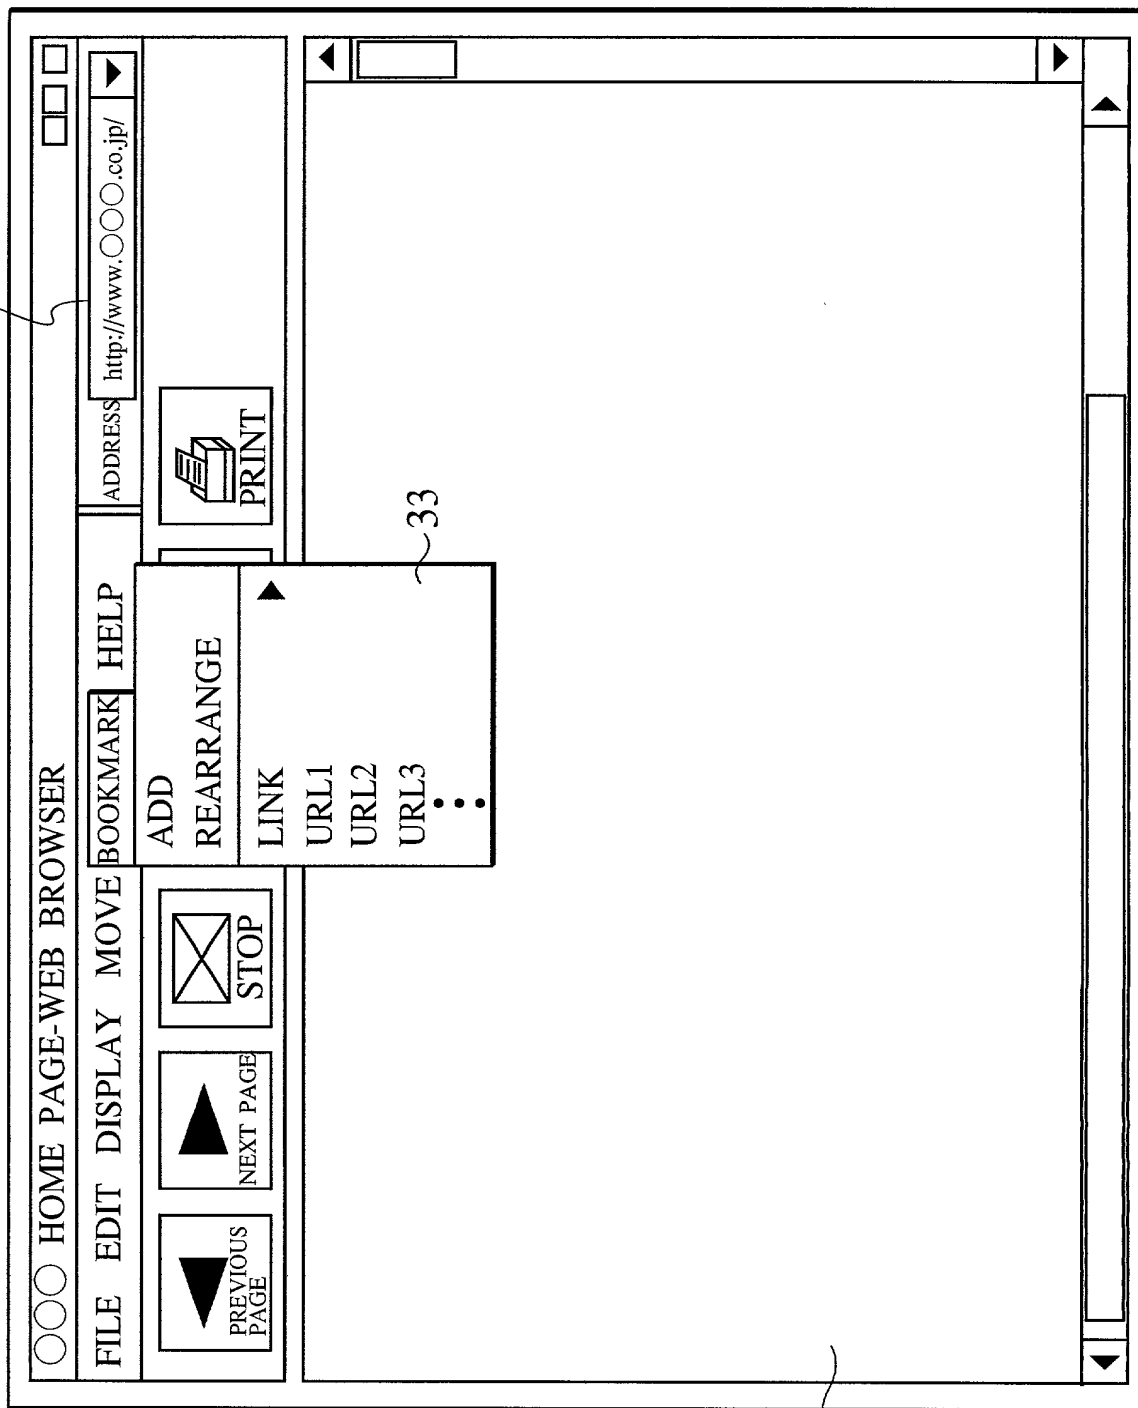 ○○○ HOME PAGE-WEB BROWSER
FILE EDIT DISPLAY MOVE BOOKMARK HELP ADDRESS http://www.○○○.co.jp/
PREVIOUS
PAGE
NEXT PAGE
STOP
PRINT
ADD
REARRANGE
LINK
URL1
URL2
URL3
33